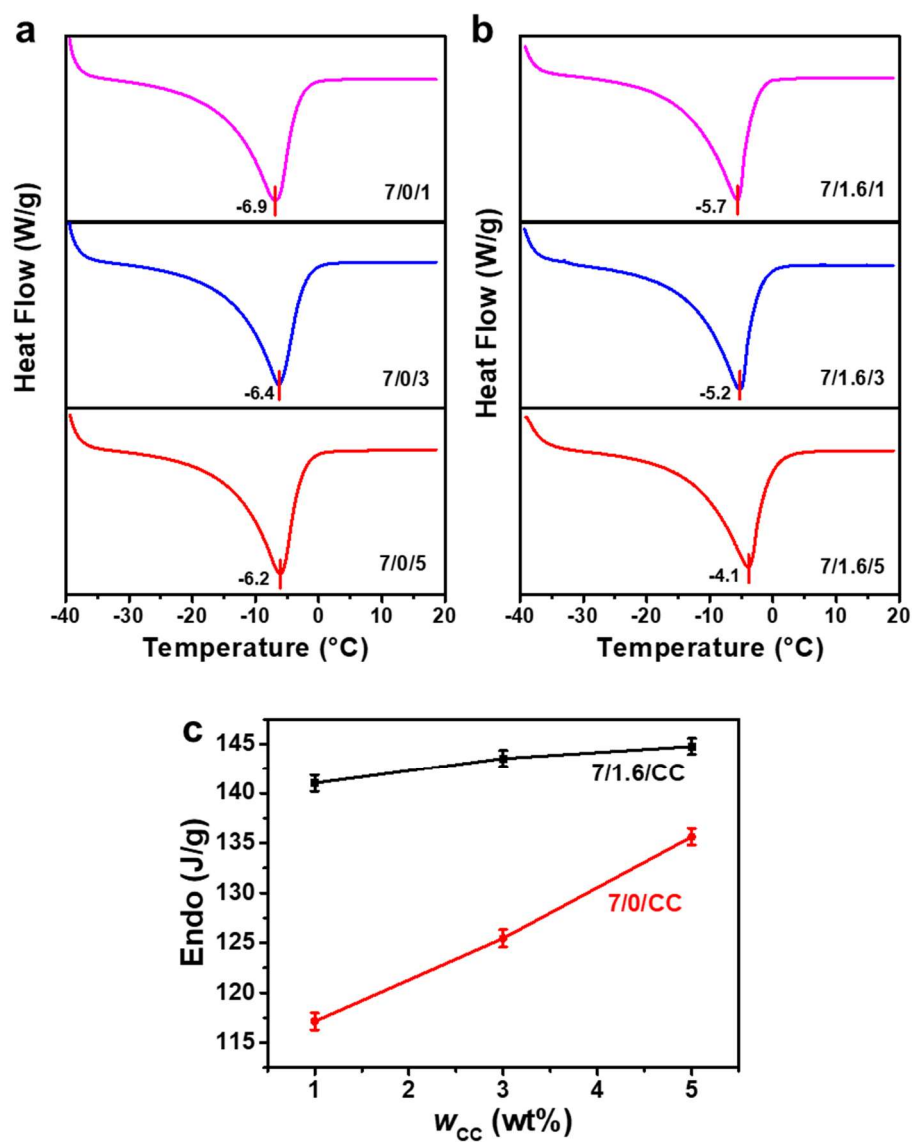 a
b
Heat Flow (W/g)
-6.9
7/0/1
-6.4
7/0/3
-6.2
7/0/5
-40 -30 -20 -10 0 10 20
Temperature (°C)
Heat Flow (W/g)
-5.7
7/1.6/1
-5.2
7/1.6/3
-4.1
7/1.6/5
-40 -30 -20 -10 0 10 20
Temperature (°C)
c
Endo (J/g)
145
140
135
130
125
120
115
7/1.6/CC
7/0/CC
1 2 3 4 5
wCC (wt%)